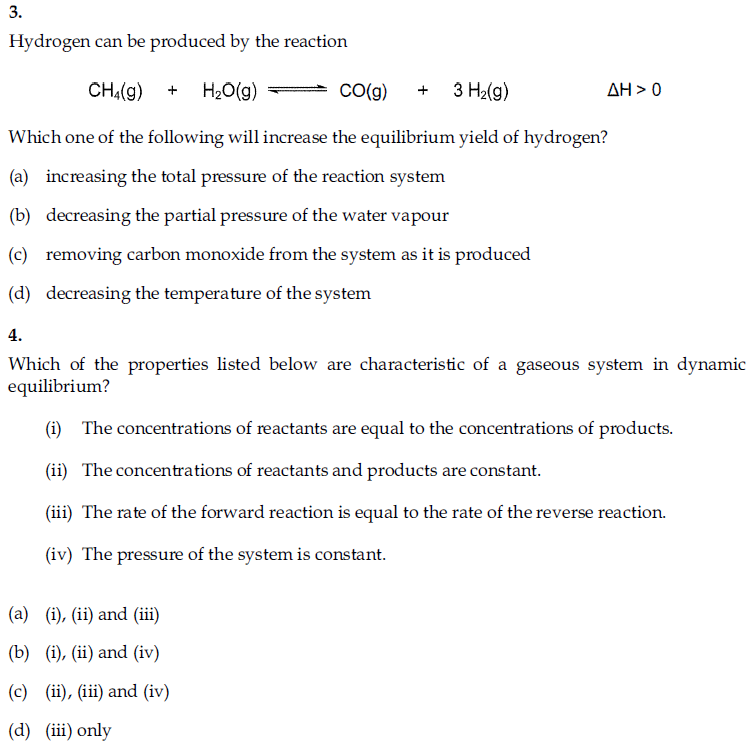 3.
Hydrogen can be produced by the reaction
CH₄(g) + H₂O(g) ⇌ CO(g) + 3 H₂(g) ΔH > 0
Which one of the following will increase the equilibrium yield of hydrogen?
(a) increasing the total pressure of the reaction system
(b) decreasing the partial pressure of the water vapour
(c) removing carbon monoxide from the system as it is produced
(d) decreasing the temperature of the system
4.
Which of the properties listed below are characteristic of a gaseous system in dynamic
equilibrium?
(i) The concentrations of reactants are equal to the concentrations of products.
(ii) The concentrations of reactants and products are constant.
(iii) The rate of the forward reaction is equal to the rate of the reverse reaction.
(iv) The pressure of the system is constant.
(a) (i), (ii) and (iii)
(b) (i), (ii) and (iv)
(c) (ii), (iii) and (iv)
(d) (iii) only